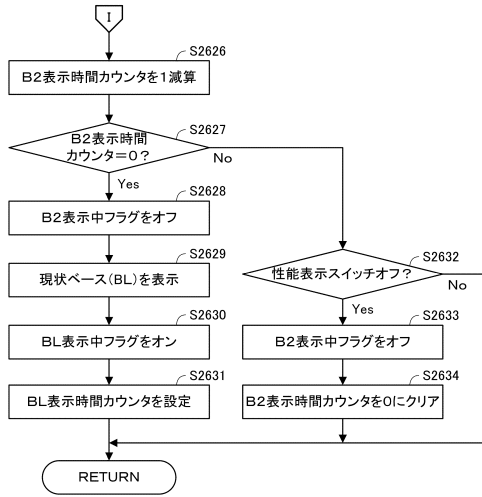 I
S2626
B2表示時間カウンタを1減算
S2627
B2表示時間
カウンタ=0?
No
Yes
S2628
B2表示中フラグをオフ
S2629
現状ベース(BL)を表示
S2630
BL表示中フラグをオン
S2631
BL表示時間カウンタを設定
S2632
性能表示スイッチオフ?
No
Yes
S2633
B2表示中フラグをオフ
S2634
B2表示時間カウンタを0にクリア
RETURN